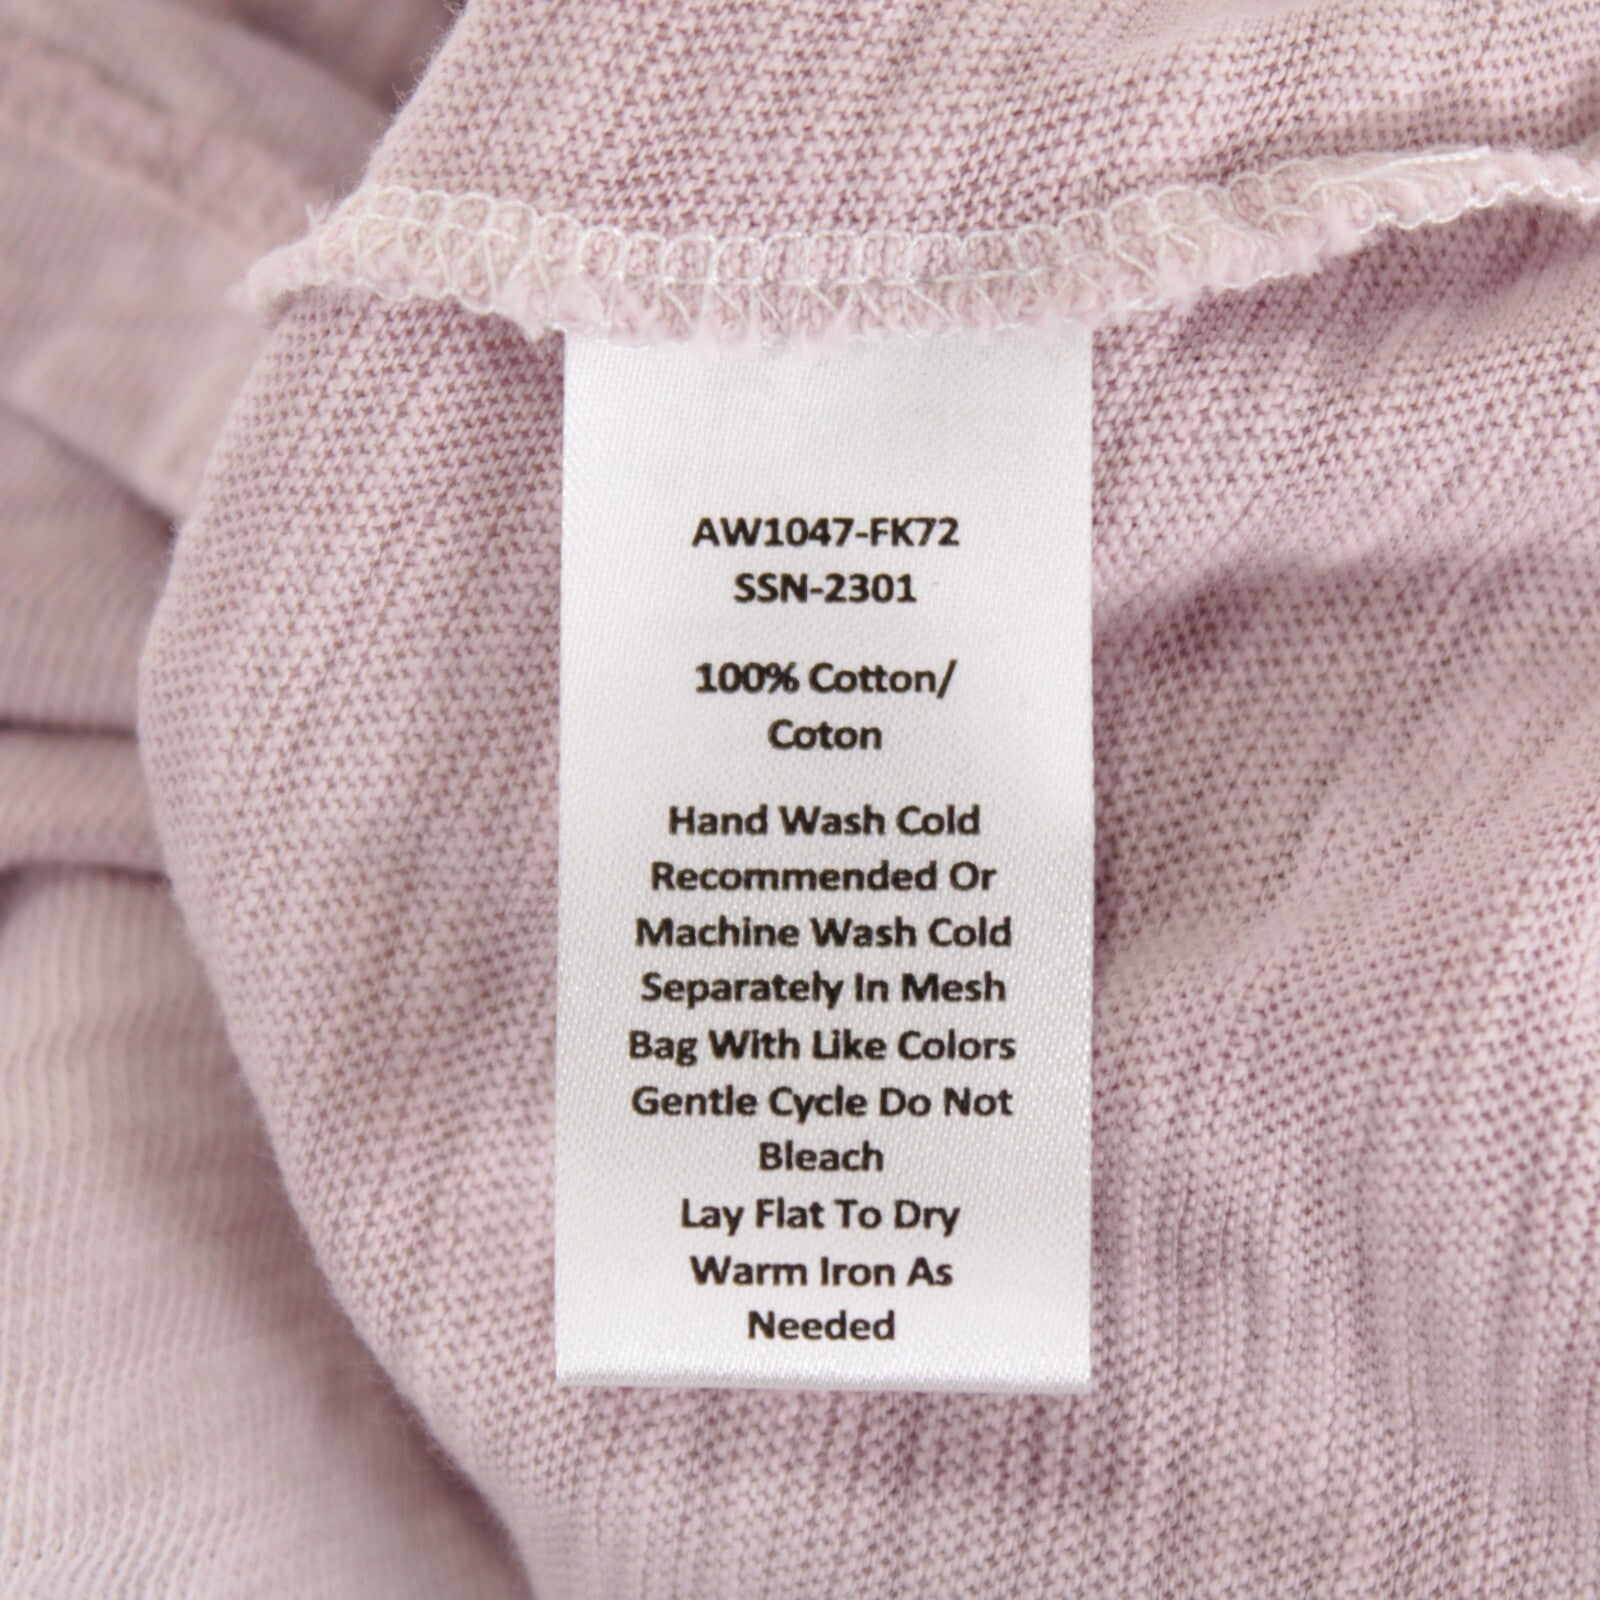 AW1047-FK72
SSN-2301
100% Cotton/
Coton
Hand Wash Cold
Recommended Or
Machine Wash Cold
Separately In Mesh
Bag With Like Colors
Gentle Cycle Do Not
Bleach
Lay Flat To Dry
Warm Iron As
Needed